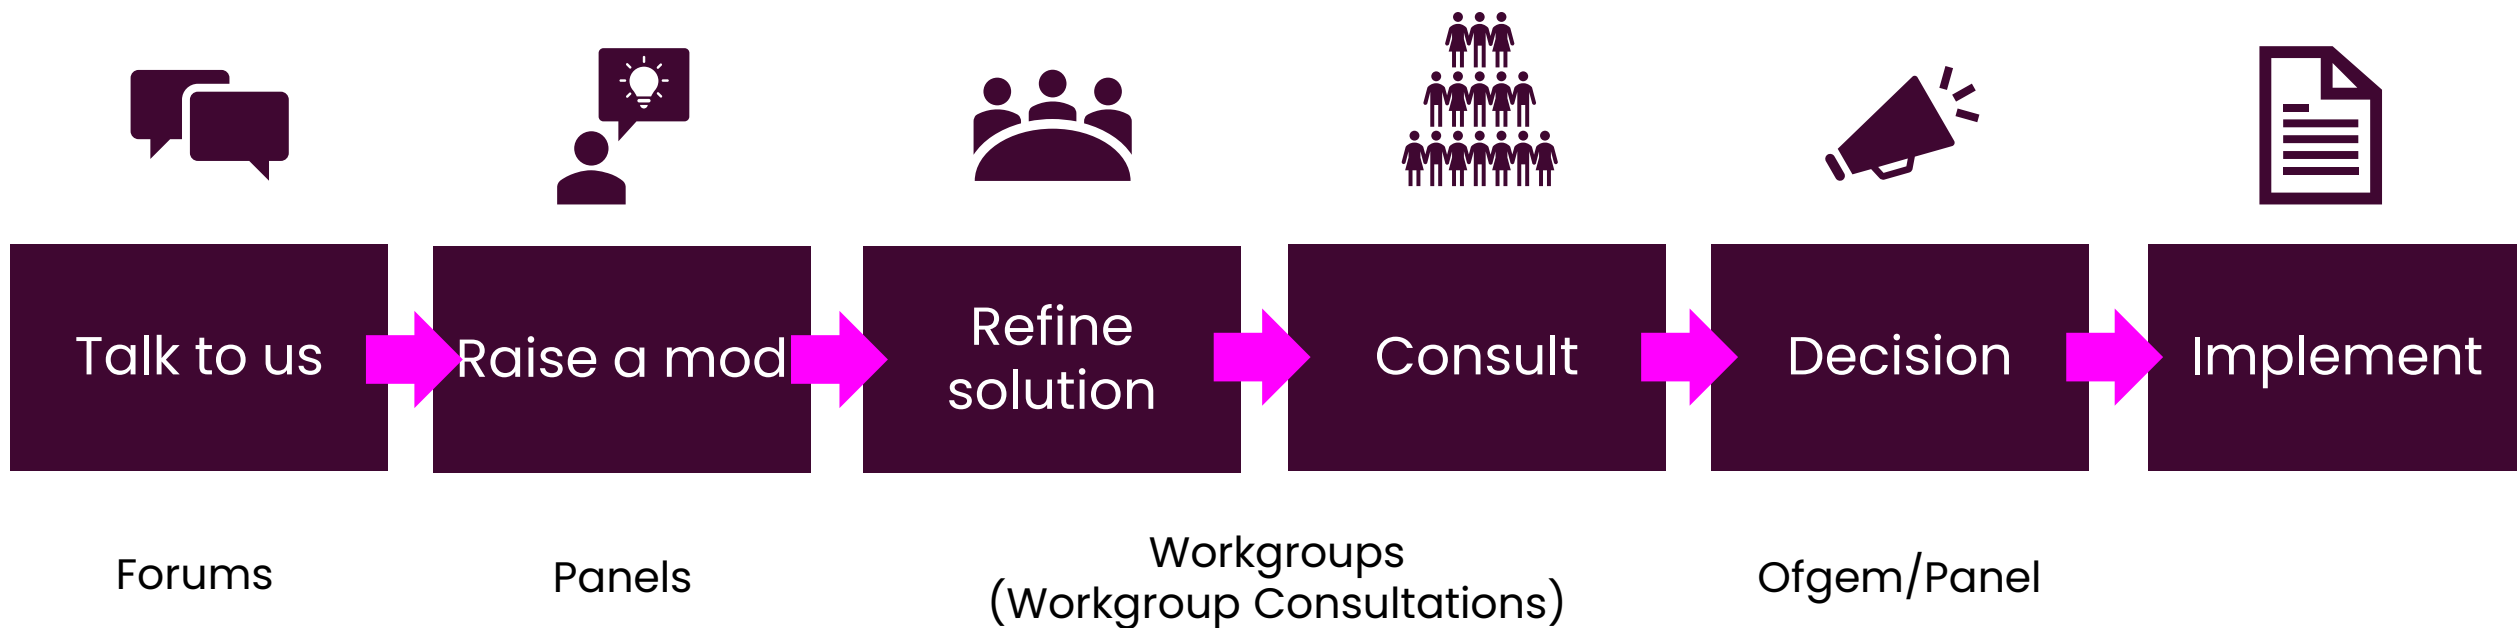 Talk to us
Raise a mod
Refine
solution
Consult
Decision
Implement
Forums
Panels
Workgroups
(Workgroup Consultations)
Ofgem/Panel